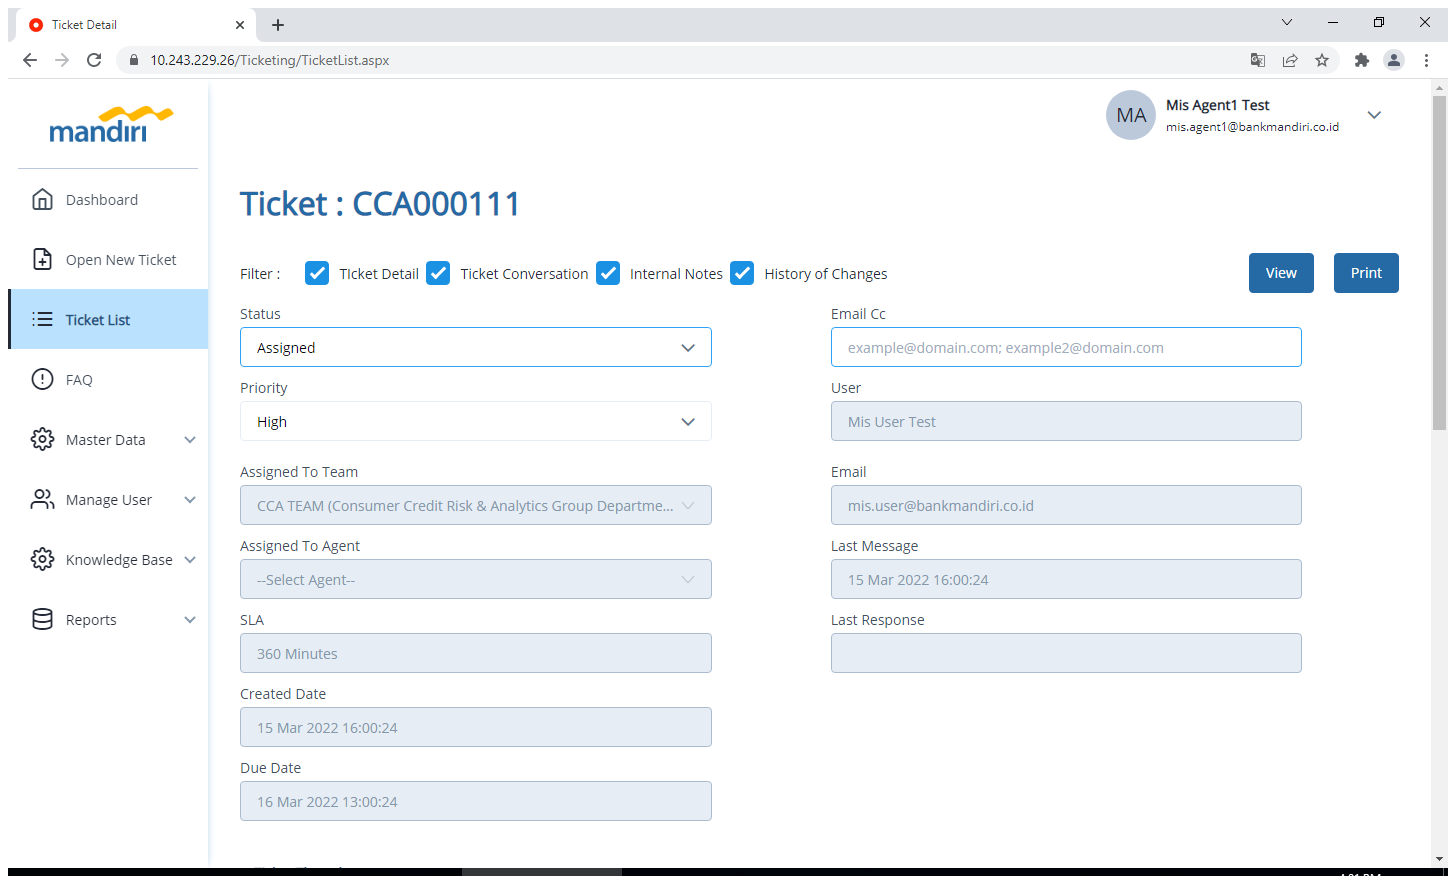 Ticket Detail
10.243.229.26/Ticketing/TicketList.aspx
mandiri
MA
Mis Agent1 Test
mis.agent1@bankmandiri.co.id
Dashboard
Open New Ticket
Ticket List
FAQ
Master Data
Manage User
Knowledge Base
Reports
Ticket : CCA000111
Filter : TIcket Detail Ticket Conversation Internal Notes History of Changes
View Print
Status
Assigned
Email Cc
example@domain.com; example2@domain.com
Priority
High
User
Mis User Test
Assigned To Team
CCA TEAM (Consumer Credit Risk & Analytics Group Departme...
Email
mis.user@bankmandiri.co.id
Assigned To Agent
--Select Agent--
Last Message
15 Mar 2022 16:00:24
SLA
360 Minutes
Last Response
Created Date
15 Mar 2022 16:00:24
Due Date
16 Mar 2022 13:00:24